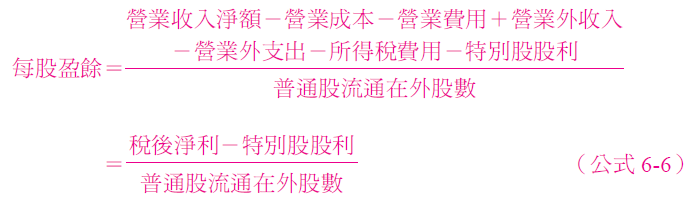 營業收入淨額－營業成本－營業費用＋營業外收入
－營業外支出－所得稅費用－特別股股利
每股盈餘＝
普通股流通在外股數
稅後淨利－特別股股利
＝
（公式 6-6）
普通股流通在外股數